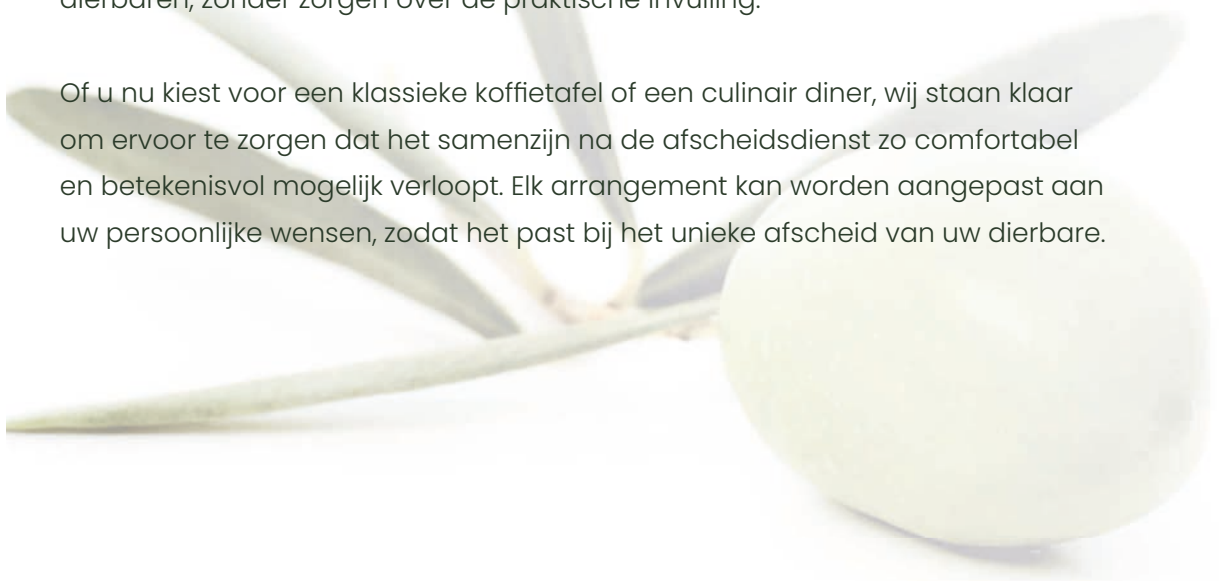 dierbaren, zonder zorgen over de praktische invulling.
Of u nu kiest voor een klassieke koffietafel of een culinair diner, wij staan klaar
om ervoor te zorgen dat het samenzijn na de afscheidsdienst zo comfortabel
en betekenisvol mogelijk verloopt. Elk arrangement kan worden aangepast aan
uw persoonlijke wensen, zodat het past bij het unieke afscheid van uw dierbare.